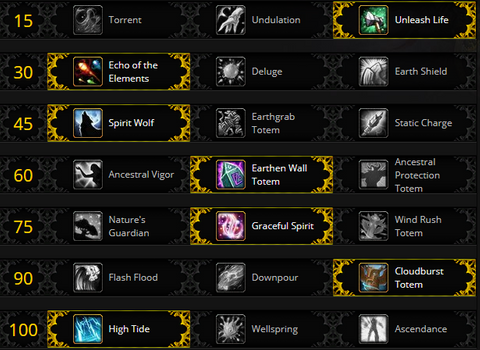 15 Torrent Undulation Unleash Life
30 Echo of the Elements Deluge Earth Shield
45 Spirit Wolf Earthgrab Totem Static Charge
60 Ancestral Vigor Earthen Wall Totem Ancestral Protection Totem
75 Nature's Guardian Graceful Spirit Wind Rush Totem
90 Flash Flood Downpour Cloudburst Totem
100 High Tide Wellspring Ascendance